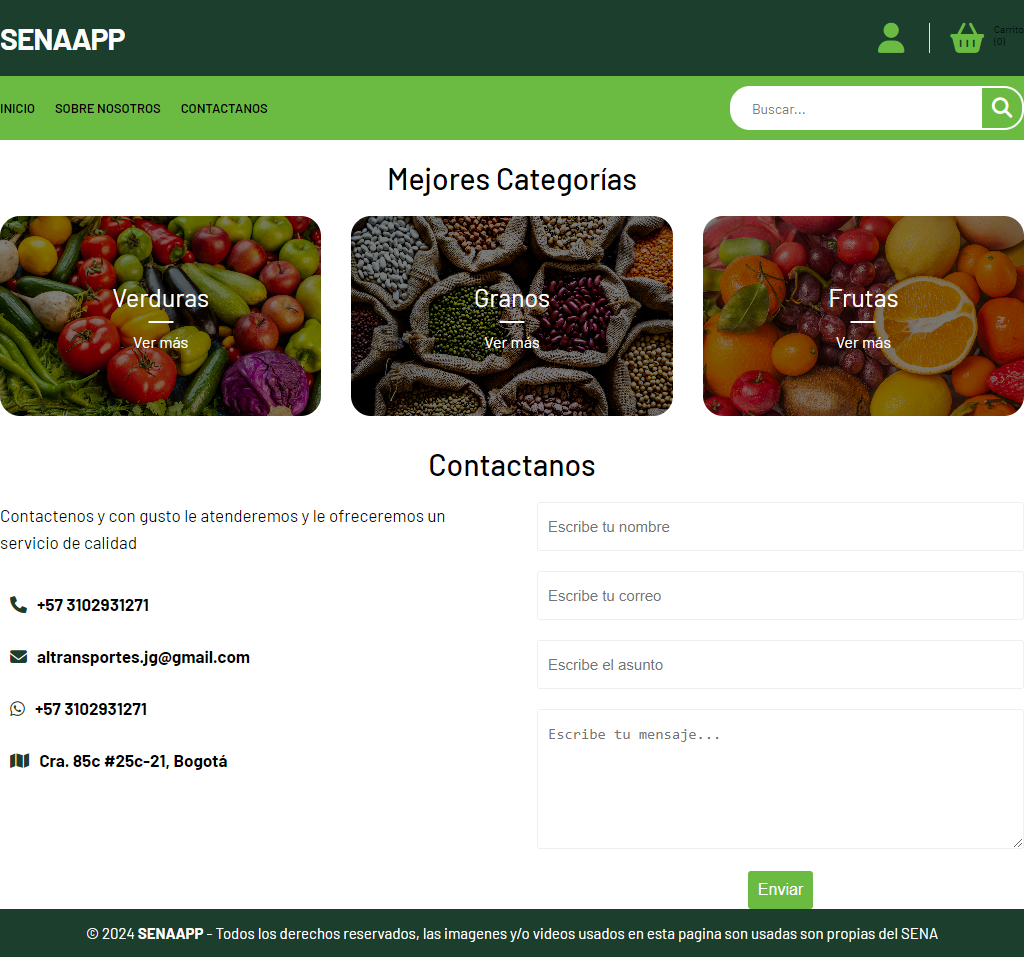 SENAAPP
Carrito
(0)
INICIO SOBRE NOSOTROS CONTACTANOS
Buscar...
Mejores Categorías
Verduras
Ver más
Granos
Ver más
Frutas
Ver más
Contactanos
Contactenos y con gusto le atenderemos y le ofreceremos un
servicio de calidad
+57 3102931271
altransportes.jg@gmail.com
+57 3102931271
Cra. 85c #25c-21, Bogotá
Escribe tu nombre
Escribe tu correo
Escribe el asunto
Escribe tu mensaje...
Enviar
© 2024 SENAAPP - Todos los derechos reservados, las imagenes y/o videos usados en esta pagina son usadas son propias del SENA